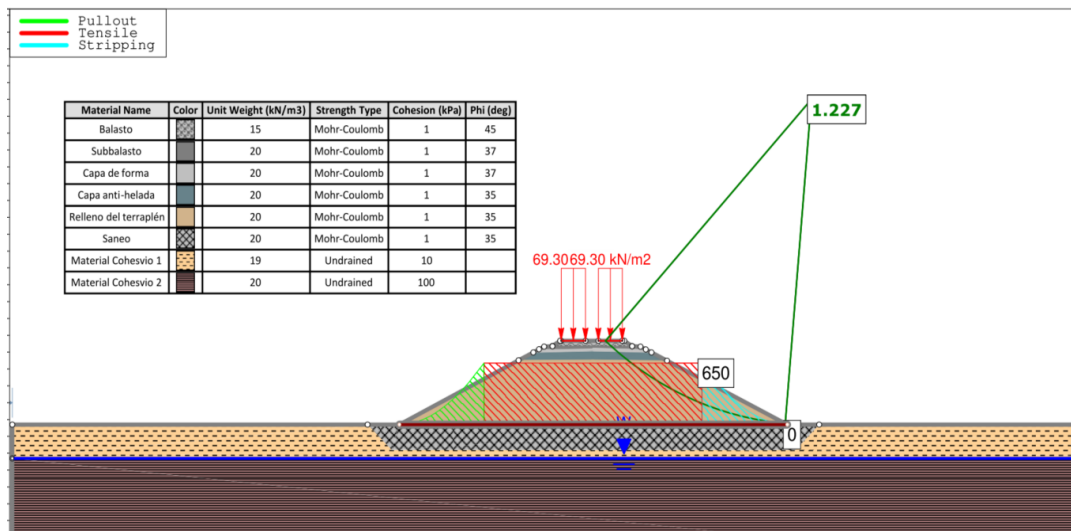 Pullout
Tensile
Stripping
1.227
Material Name Color Unit Weight (kN/m3) Strength Type Cohesion (kPa) Phi (deg)
Balasto 15 Mohr-Coulomb 1 45
Subbalasto 20 Mohr-Coulomb 1 37
Capa de forma 20 Mohr-Coulomb 1 37
Capa anti-helada 20 Mohr-Coulomb 1 35
Relleno del terraplén 20 Mohr-Coulomb 1 35
Saneo 20 Mohr-Coulomb 1 35
Material Cohesvio 1 19 Undrained 10
Material Cohesvio 2 20 Undrained 100
69.30 69.30 kN/m2
650
0
W